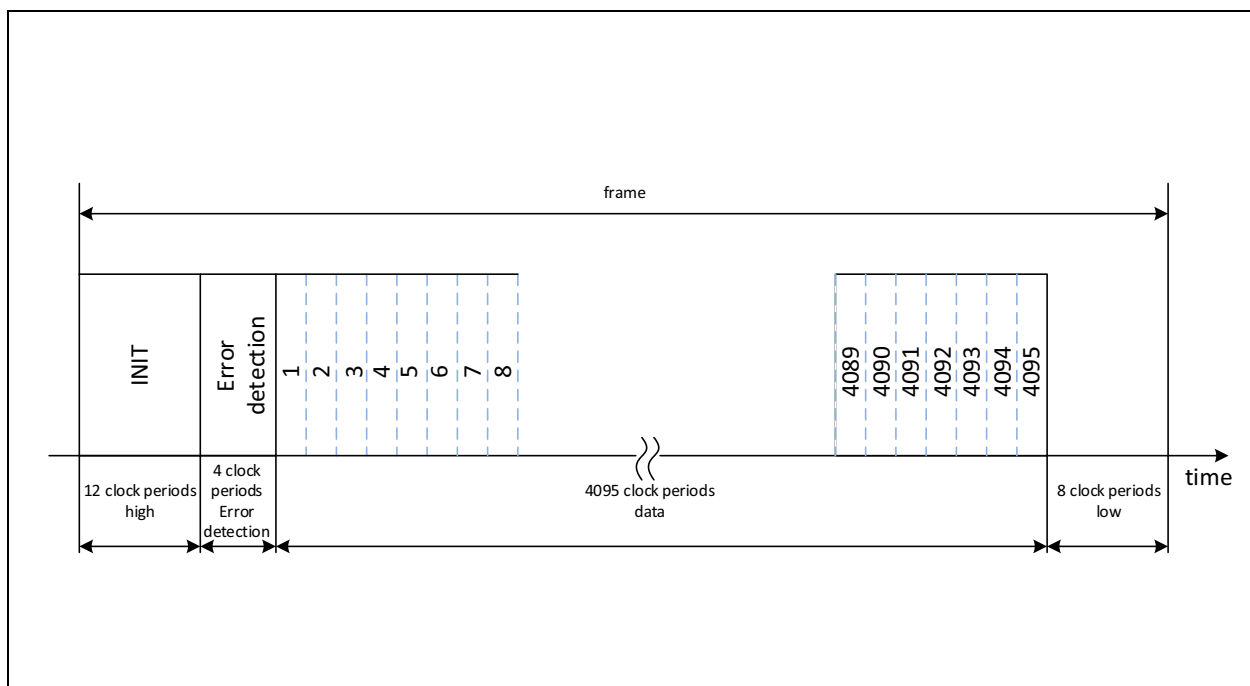 frame
INIT
Error
detection
1
2
3
4
5
6
7
8
4089
4090
4091
4092
4093
4094
4095
time
12 clock periods
high
4 clock
periods
Error
detection
4095 clock periods
data
8 clock periods
low